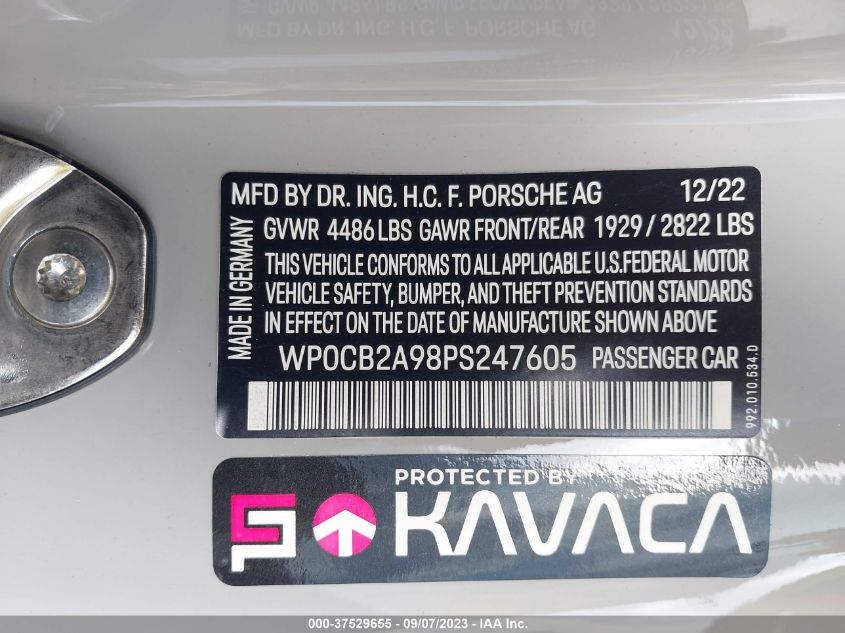 MFD BY DR. ING. H.C. F. PORSCHE AG 12/22
GVWR 4486 LBS GAWR FRONT/REAR 1929 / 2822 LBS
MADE IN GERMANY
THIS VEHICLE CONFORMS TO ALL APPLICABLE U.S. FEDERAL MOTOR
VEHICLE SAFETY, BUMPER, AND THEFT PREVENTION STANDARDS
IN EFFECT ON THE DATE OF MANUFACTURE SHOWN ABOVE
WP0CB2A98PS247605 PASSENGER CAR
992.010.634.D
PROTECTED BY
KAVACA
000-37529655 - 09/07/2023 - IAA Inc.